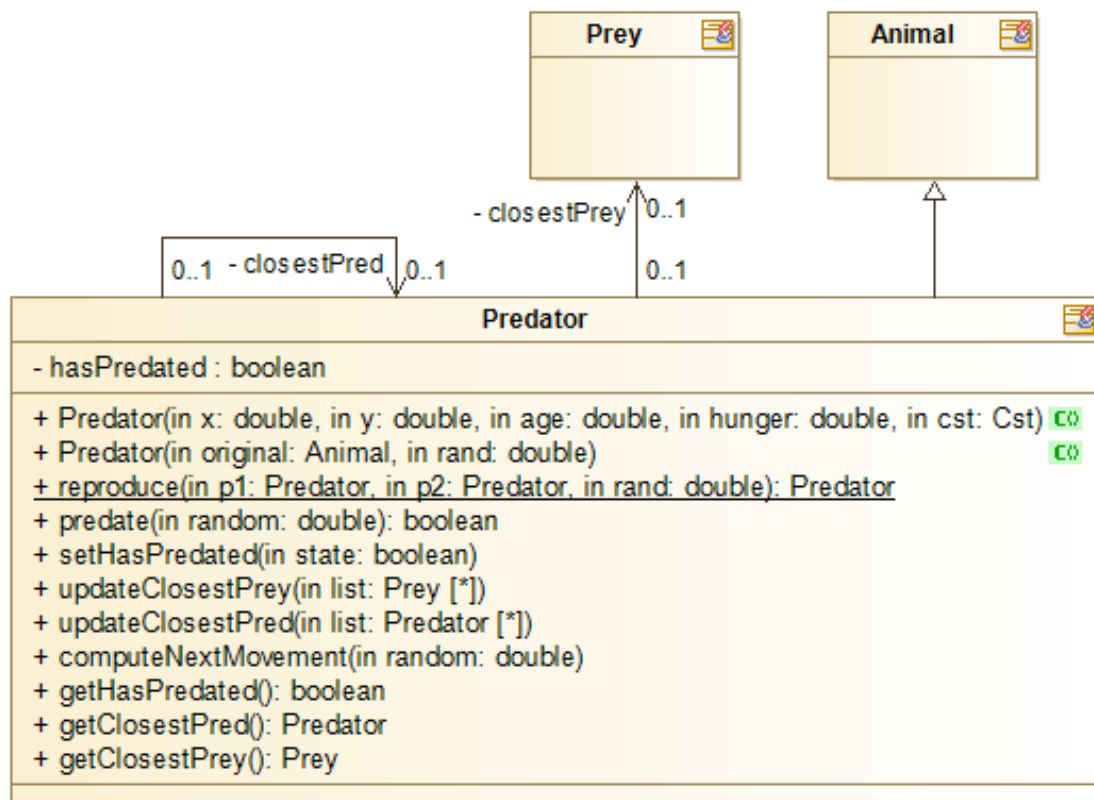 Prey
Animal
- closestPrey 0..1
0..1 - closestPred 0..1
0..1
Predator
- hasPredated : boolean
+ Predator(in x: double, in y: double, in age: double, in hunger: double, in cst: Cst) C()
+ Predator(in original: Animal, in rand: double) C()
+ reproduce(in p1: Predator, in p2: Predator, in rand: double): Predator
+ predate(in random: double): boolean
+ setHasPredated(in state: boolean)
+ updateClosestPrey(in list: Prey [*])
+ updateClosestPred(in list: Predator [*])
+ computeNextMovement(in random: double)
+ getHasPredated(): boolean
+ getClosestPred(): Predator
+ getClosestPrey(): Prey